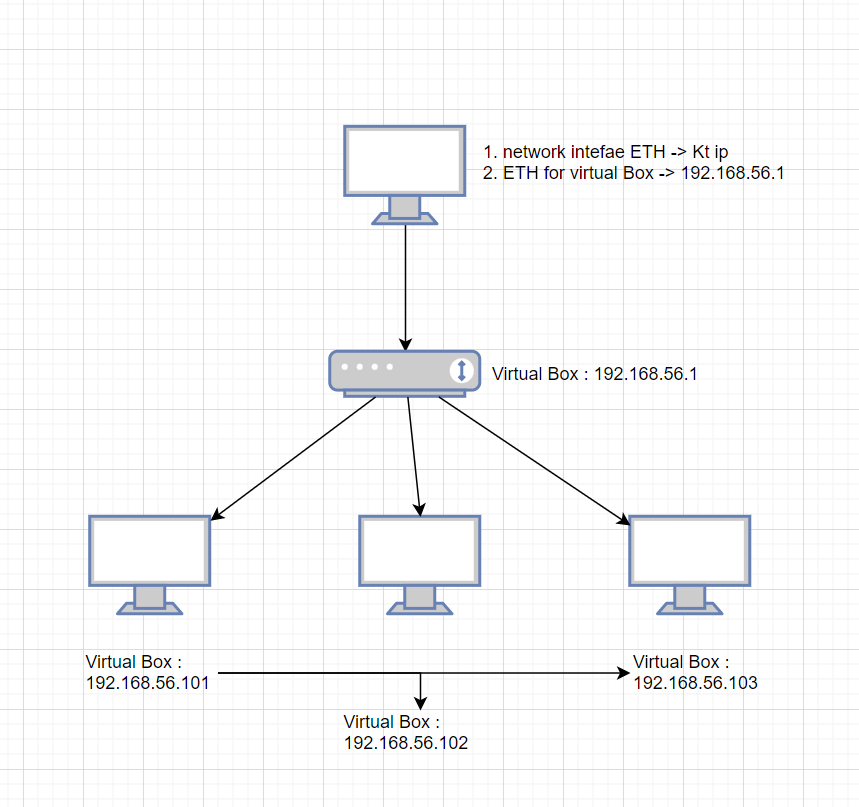 1. network intefae ETH -> Kt ip
2. ETH for virtual Box -> 192.168.56.1
Virtual Box : 192.168.56.1
Virtual Box :
192.168.56.101
Virtual Box :
192.168.56.103
Virtual Box :
192.168.56.102